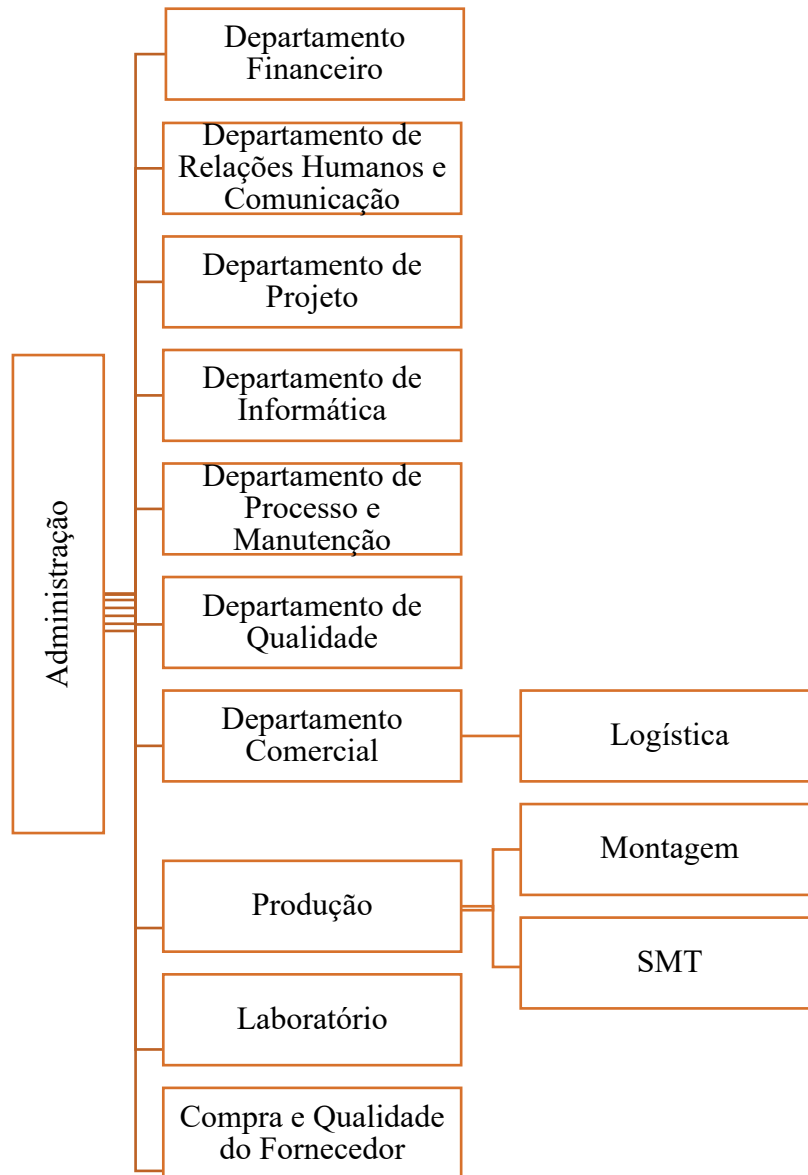 Departamento
Financeiro
Departamento de
Relações Humanos e
Comunicação
Departamento de
Projeto
Departamento de
Informática
Departamento de
Processo e
Manutenção
Administração
Departamento de
Qualidade
Departamento
Comercial
Logística
Montagem
Produção
SMT
Laboratório
Compra e Qualidade
do Fornecedor